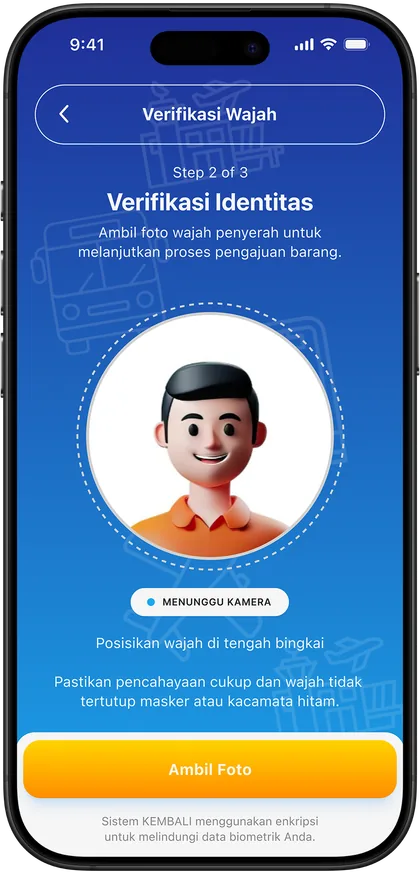 9:41
Verifikasi Wajah
Step 2 of 3
Verifikasi Identitas
Ambil foto wajah penyerah untuk
melanjutkan proses pengajuan barang.
MENUNGGU KAMERA
Posisikan wajah di tengah bingkai
Pastikan pencahayaan cukup dan wajah tidak
tertutup masker atau kacamata hitam.
Ambil Foto
Sistem KEMBALI menggunakan enkripsi
untuk melindungi data biometrik Anda.